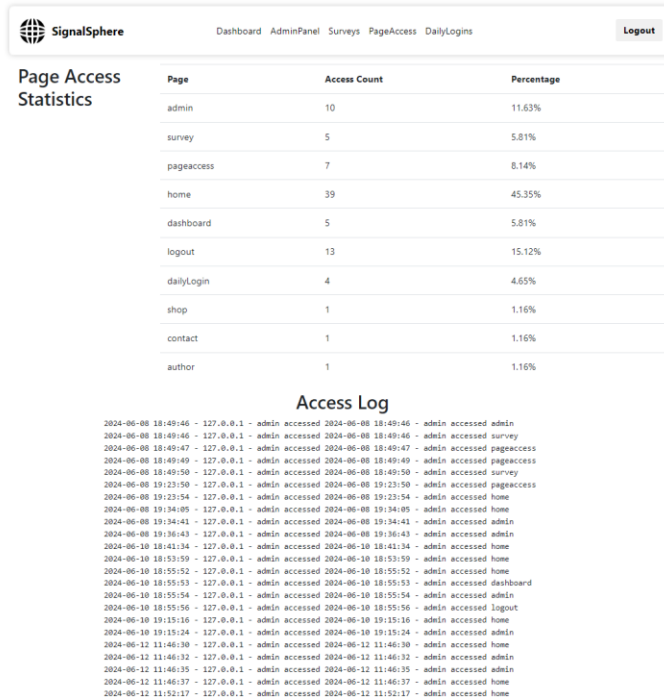 SignalSphere
Dashboard AdminPanel Surveys PageAccess DailyLogins
Logout
Page Access
Statistics
Page Access Count Percentage
admin 10 11.63%
survey 5 5.81%
pageaccess 7 8.14%
home 39 45.35%
dashboard 5 5.81%
logout 13 15.12%
dailyLogin 4 4.65%
shop 1 1.16%
contact 1 1.16%
author 1 1.16%
Access Log
2024-06-08 18:49:46 - 127.0.0.1 - admin accessed 2024-06-08 18:49:46 - admin accessed admin
2024-06-08 18:49:46 - 127.0.0.1 - admin accessed 2024-06-08 18:49:46 - admin accessed survey
2024-06-08 18:49:47 - 127.0.0.1 - admin accessed 2024-06-08 18:49:47 - admin accessed pageaccess
2024-06-08 18:49:49 - 127.0.0.1 - admin accessed 2024-06-08 18:49:49 - admin accessed pageaccess
2024-06-08 18:49:50 - 127.0.0.1 - admin accessed 2024-06-08 18:49:50 - admin accessed survey
2024-06-08 19:23:50 - 127.0.0.1 - admin accessed 2024-06-08 19:23:50 - admin accessed pageaccess
2024-06-08 19:23:54 - 127.0.0.1 - admin accessed 2024-06-08 19:23:54 - admin accessed home
2024-06-08 19:34:05 - 127.0.0.1 - admin accessed 2024-06-08 19:34:05 - admin accessed home
2024-06-08 19:34:41 - 127.0.0.1 - admin accessed 2024-06-08 19:34:41 - admin accessed admin
2024-06-08 19:36:43 - 127.0.0.1 - admin accessed 2024-06-08 19:36:43 - admin accessed admin
2024-06-10 18:41:34 - 127.0.0.1 - admin accessed 2024-06-10 18:41:34 - admin accessed home
2024-06-10 18:53:59 - 127.0.0.1 - admin accessed 2024-06-10 18:53:59 - admin accessed home
2024-06-10 18:55:52 - 127.0.0.1 - admin accessed 2024-06-10 18:55:52 - admin accessed home
2024-06-10 18:55:53 - 127.0.0.1 - admin accessed 2024-06-10 18:55:53 - admin accessed dashboard
2024-06-10 18:55:54 - 127.0.0.1 - admin accessed 2024-06-10 18:55:54 - admin accessed admin
2024-06-10 18:55:56 - 127.0.0.1 - admin accessed 2024-06-10 18:55:56 - admin accessed logout
2024-06-10 19:15:16 - 127.0.0.1 - admin accessed 2024-06-10 19:15:16 - admin accessed home
2024-06-10 19:15:24 - 127.0.0.1 - admin accessed 2024-06-10 19:15:24 - admin accessed admin
2024-06-12 11:46:30 - 127.0.0.1 - admin accessed 2024-06-12 11:46:30 - admin accessed home
2024-06-12 11:46:32 - 127.0.0.1 - admin accessed 2024-06-12 11:46:32 - admin accessed admin
2024-06-12 11:46:35 - 127.0.0.1 - admin accessed 2024-06-12 11:46:35 - admin accessed admin
2024-06-12 11:46:37 - 127.0.0.1 - admin accessed 2024-06-12 11:46:37 - admin accessed home
2024-06-12 11:52:17 - 127.0.0.1 - admin accessed 2024-06-12 11:52:17 - admin accessed home